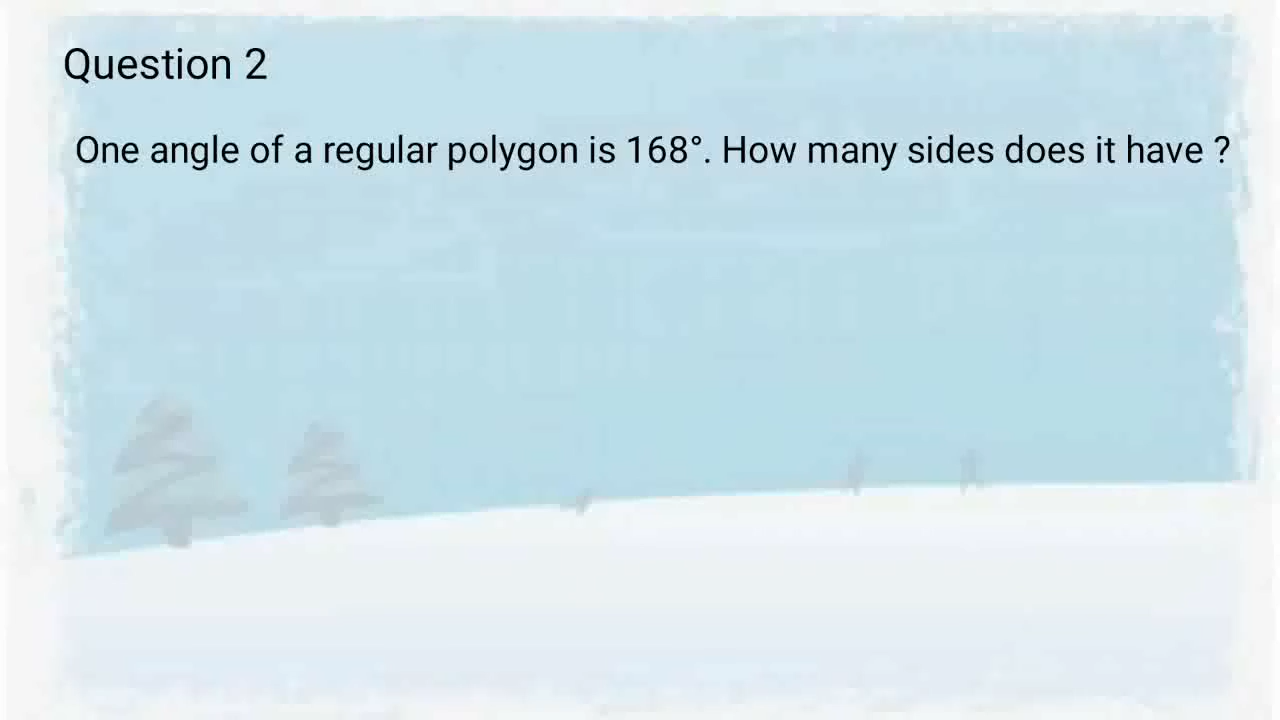 Question 2
One angle of a regular polygon is 168°. How many sides does it have ?